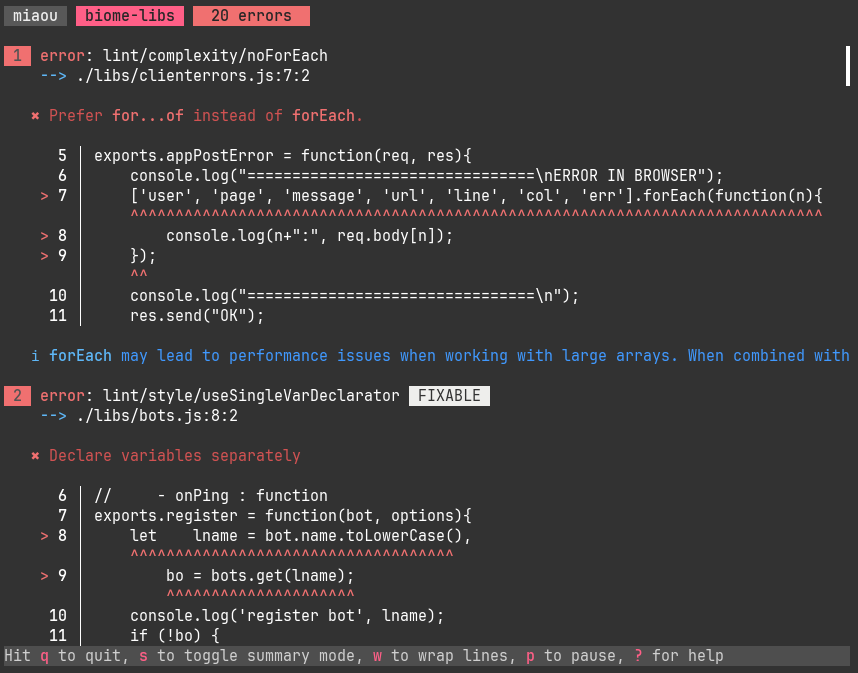 miaou biome-libs 20 errors
1 error: lint/complexity/noForEach
--> ./libs/clienterrors.js:7:2
✖ Prefer for...of instead of forEach.
5 │ exports.appPostError = function(req, res){
6 │     console.log("================================\nERROR IN BROWSER");
> 7 │     ['user', 'page', 'message', 'url', 'line', 'col', 'err'].forEach(function(n){
^^^^^^^^^^^^^^^^^^^^^^^^^^^^^^^^^^^^^^^^^^^^^^^^^^^^^^^^^^^^^^^^^^^^^^^^^^^^^
> 8 │         console.log(n+":", req.body[n]);
> 9 │     });
^^
10 │     console.log("================================\n");
11 │     res.send("OK");
i forEach may lead to performance issues when working with large arrays. When combined with
2 error: lint/style/useSingleVarDeclarator FIXABLE
--> ./libs/bots.js:8:2
✖ Declare variables separately
6 │ //     - onPing : function
7 │ exports.register = function(bot, options){
> 8 │     let    lname = bot.name.toLowerCase(),
^^^^^^^^^^^^^^^^^^^^^^^^^^^^^^^^^^^^
> 9 │         bo = bots.get(lname);
^^^^^^^^^^^^^^^^^^^^^
10 │     console.log('register bot', lname);
11 │     if (!bo) {
Hit q to quit, s to toggle summary mode, w to wrap lines, p to pause, ? for help